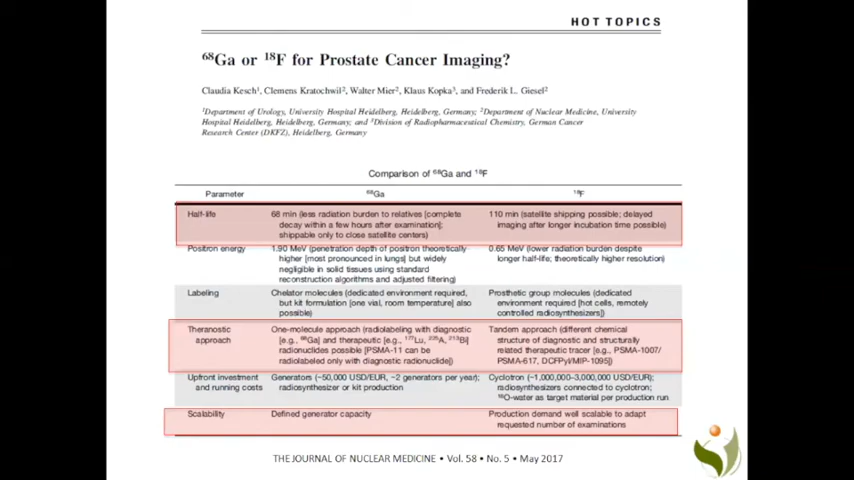 HOT TOPICS
⁶⁸Ga or ¹⁸F for Prostate Cancer Imaging?
Claudia Kesch¹, Clemens Kratochwil², Walter Mier², Klaus Kopka³, and Frederik L. Giesel²
¹Department of Urology, University Hospital Heidelberg, Heidelberg, Germany; ²Department of Nuclear Medicine, University
Hospital Heidelberg, Heidelberg, Germany; and ³Division of Radiopharmaceutical Chemistry, German Cancer
Research Center (DKFZ), Heidelberg, Germany
Comparison of ⁶⁸Ga and ¹⁸F
Parameter ⁶⁸Ga ¹⁸F
Half-life 68 min (less radiation burden to relatives [complete 110 min (satellite shipping possible; delayed
decay within a few hours after examination]; imaging after longer incubation time possible)
shippable only to close satellite centers)
Positron energy 1.90 MeV (penetration depth of positron theoretically 0.65 MeV (lower radiation burden despite
higher [most pronounced in lungs] but widely longer half-life; theoretically higher resolution)
negligible in solid tissues using standard
reconstruction algorithms and adjusted filtering)
Labeling Chelator molecules (dedicated environment required, Prosthetic group molecules (dedicated
but kit formulation [one vial, room temperature] also environment required [hot cells, remotely
possible) controlled radiosynthesizers])
Theranostic One-molecule approach (radiolabeling with diagnostic Tandem approach (different chemical
approach [e.g., ⁶⁸Ga] and therapeutic [e.g., ¹⁷⁷Lu, ²²⁵A, ²¹³Bi] structure of diagnostic and structurally
radionuclides possible [PSMA-11 can be related therapeutic tracer [e.g., PSMA-1007/
radiolabeled only with diagnostic radionuclide]) PSMA-617, DCFPyl/MIP-1095])
Upfront investment Generators (~50,000 USD/EUR, ~2 generators per year); Cyclotron (~1,000,000–3,000,000 USD/EUR);
and running costs radiosynthesizer or kit production radiosynthesizers connected to cyclotron;
¹⁸O-water as target material per production run
Scalability Defined generator capacity Production demand well scalable to adapt
requested number of examinations
THE JOURNAL OF NUCLEAR MEDICINE • Vol. 58 • No. 5 • May 2017